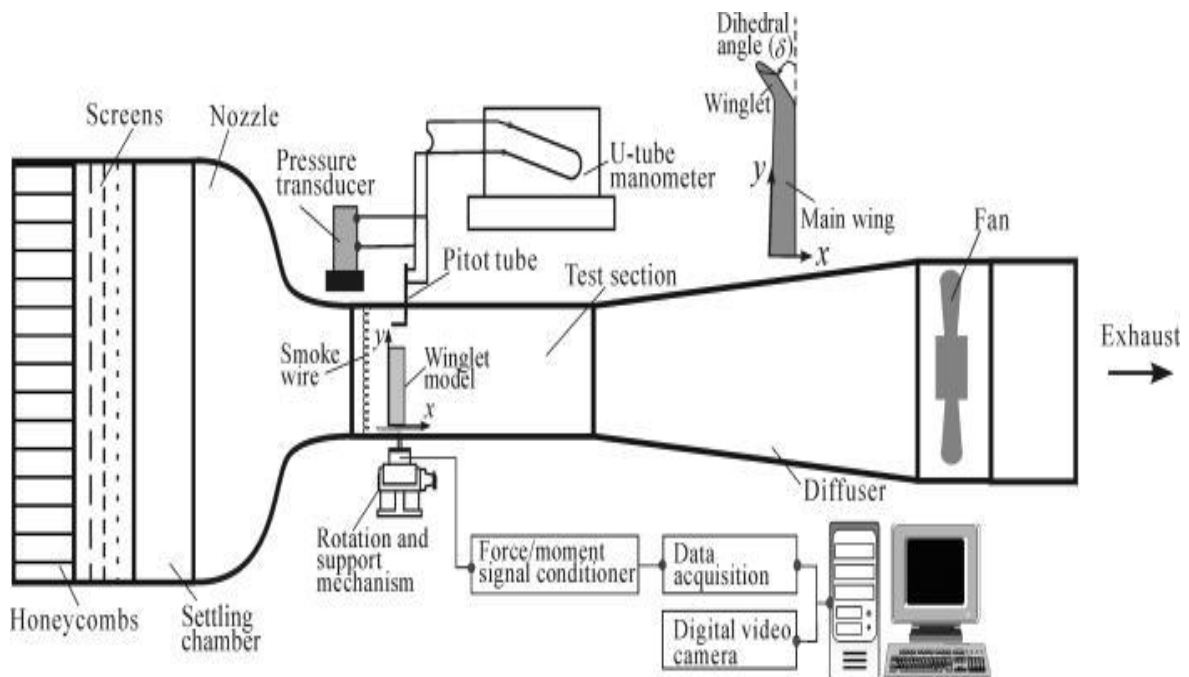 Dihedral
angle (δ)
Winglet
Screens
Nozzle
Pressure
transducer
U-tube
manometer
y
Main wing
x
Fan
Pitot tube
Test section
Exhaust
Smoke
wire
y
Winglet
model
x
Diffuser
Rotation and
support
mechanism
Force/moment
signal conditioner
Data
acquisition
Honeycombs
Settling
chamber
Digital video
camera